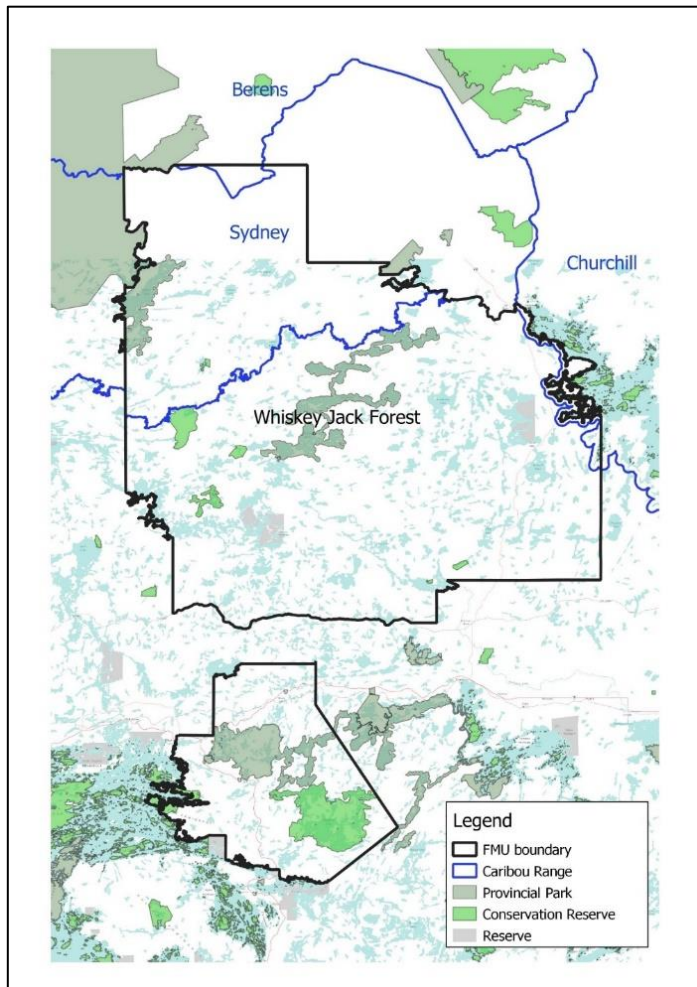 Berens
Sydney
Churchill
Whiskey Jack Forest
Legend
FMU boundary
Caribou Range
Provincial Park
Conservation Reserve
Reserve